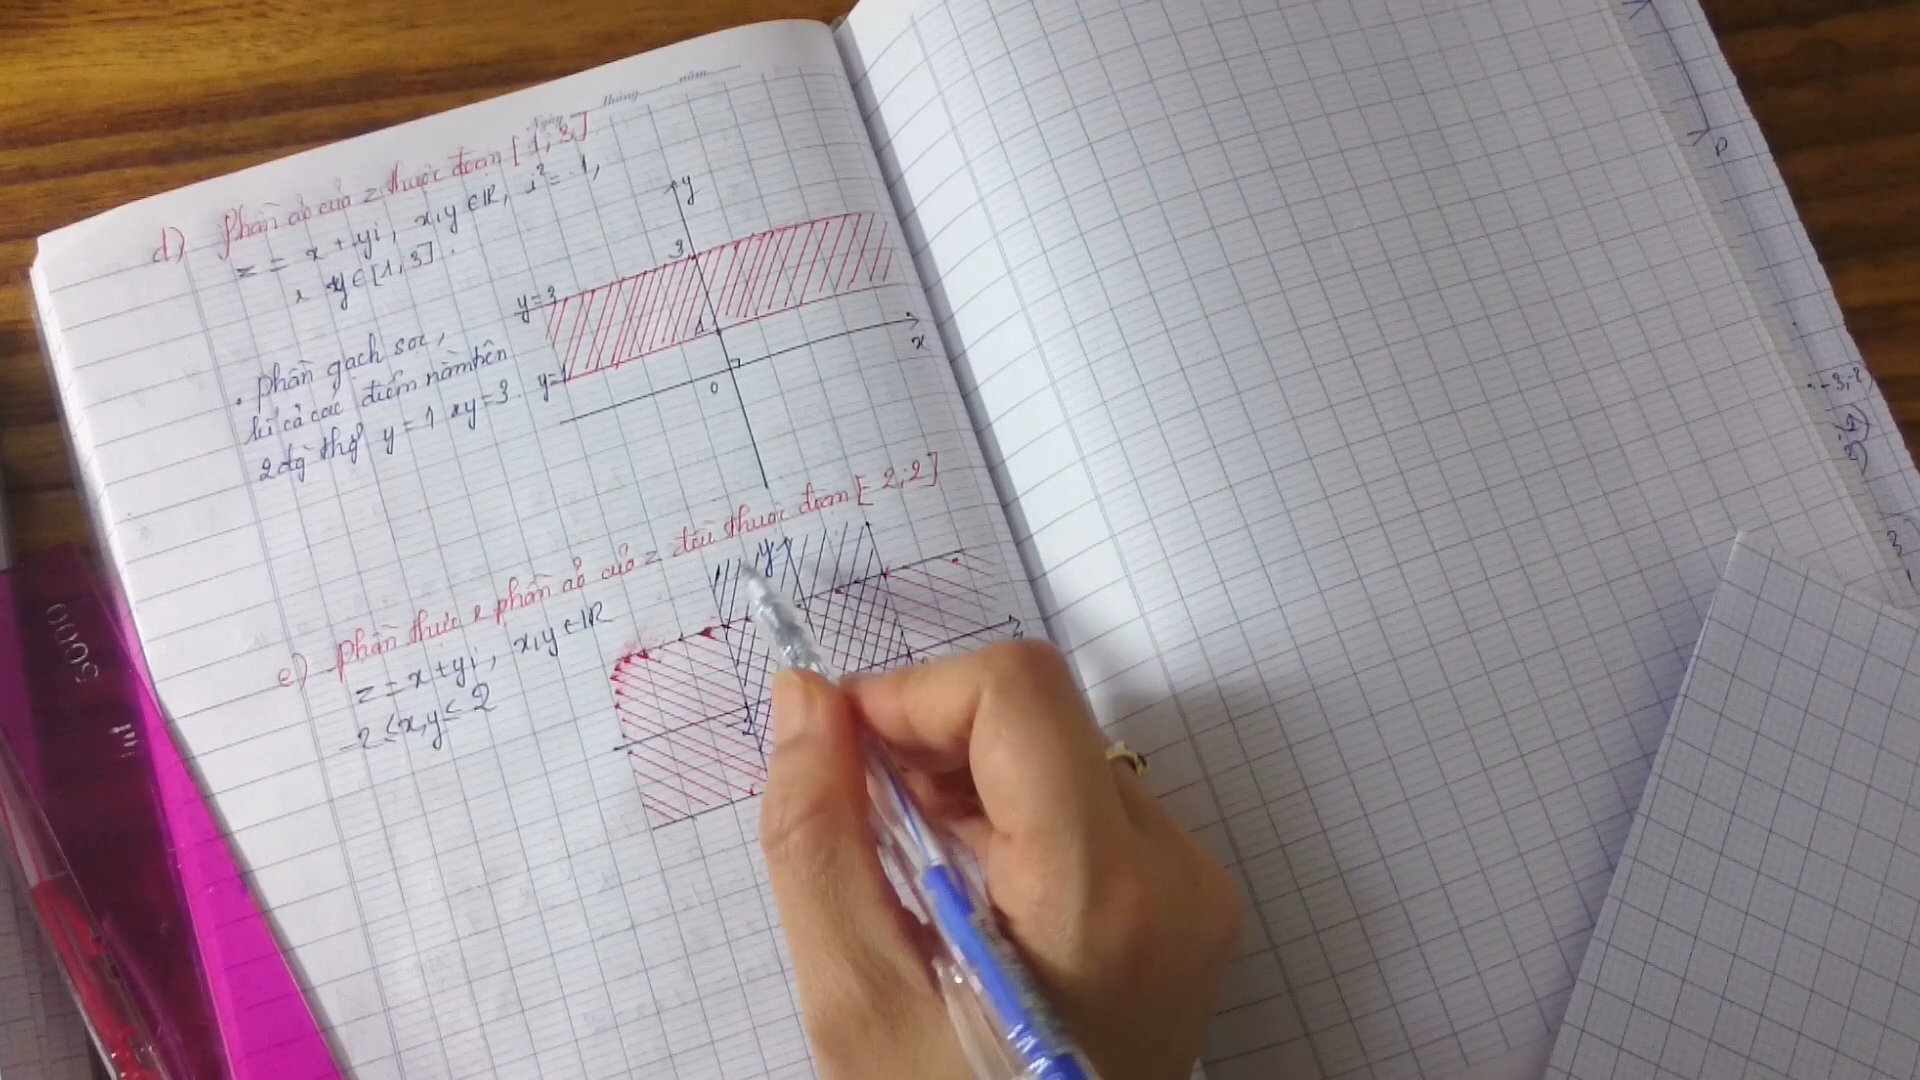 Ngày tháng năm
d) Phần ảo của z thuộc đoạn [1; 3]
z = x + yi, x, y ∈ ℝ, i² = -1,
y ∈ [1, 3].
y
3
y=3
1
y=1
x
0
. phần gạch sọc,
kể cả các điểm nằm trên
2 đg thg y = 1 và y = 3.
e) Phần thực & phần ảo của z đều thuộc đoạn [-2; 2]
z = x + yi, x, y ∈ ℝ
-2 ≤ x, y ≤ 2
y
-2
P
50000